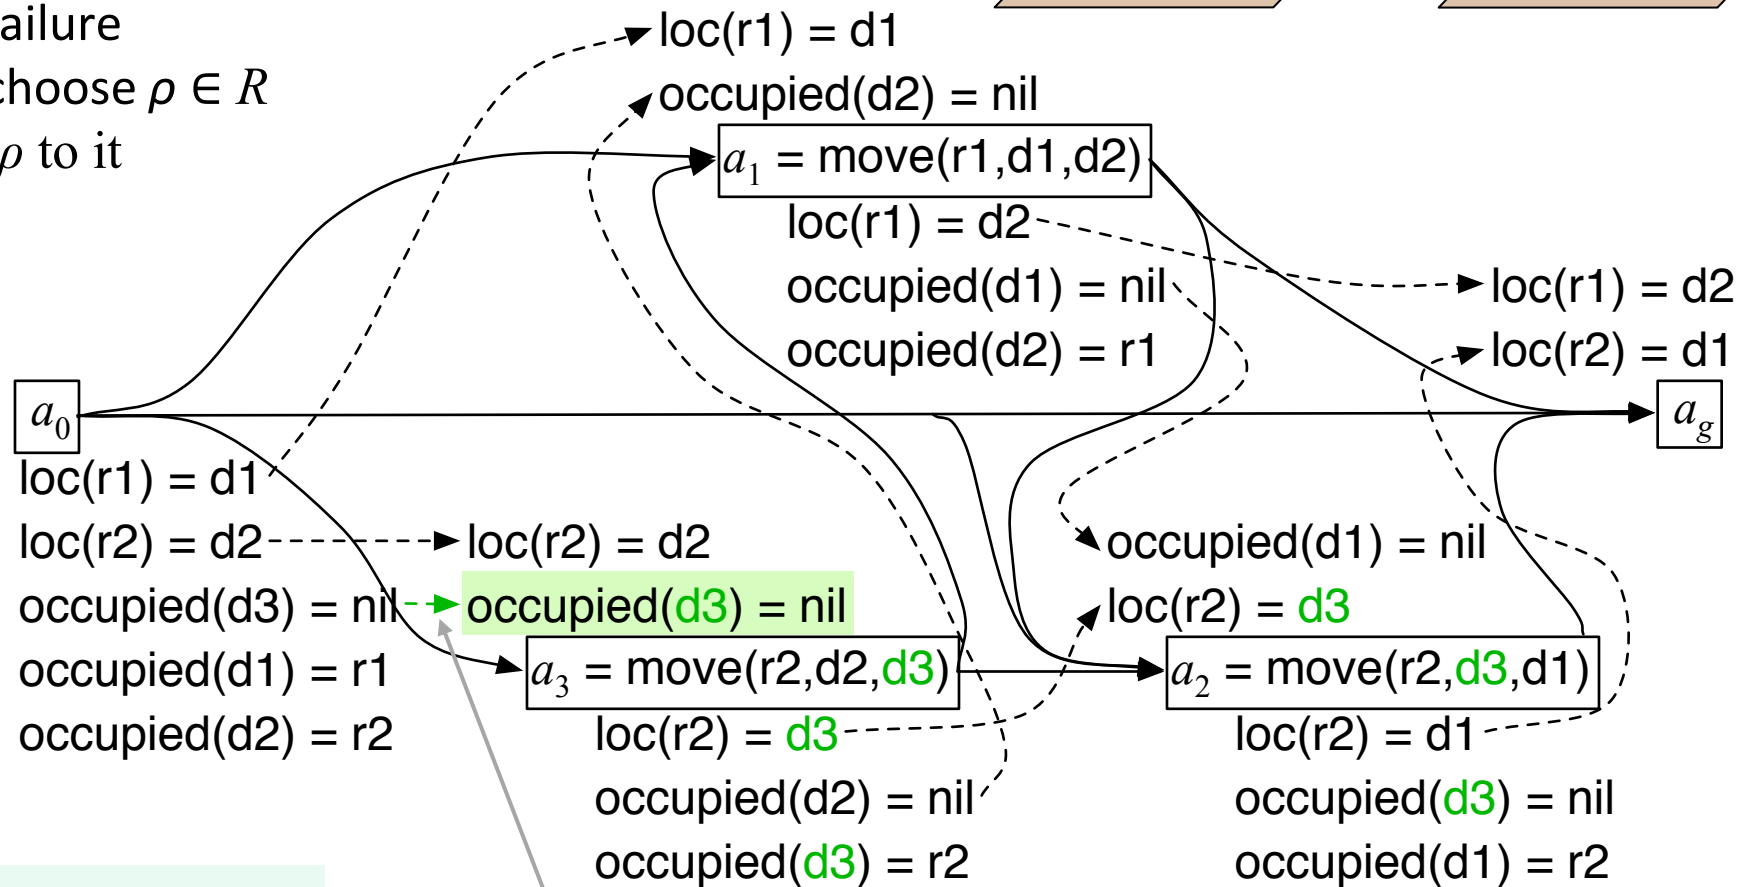 ailure
choose ρ ∈ R
ρ to it
loc(r1) = d1
occupied(d2) = nil
a1 = move(r1,d1,d2)
loc(r1) = d2
occupied(d1) = nil
occupied(d2) = r1
loc(r1) = d2
loc(r2) = d1
a0
ag
loc(r1) = d1
loc(r2) = d2
occupied(d3) = nil
occupied(d1) = r1
occupied(d2) = r2
loc(r2) = d2
occupied(d3) = nil
a3 = move(r2,d2,d3)
loc(r2) = d3
occupied(d2) = nil
occupied(d3) = r2
occupied(d1) = nil
loc(r2) = d3
a2 = move(r2,d3,d1)
loc(r2) = d1
occupied(d3) = nil
occupied(d1) = r2